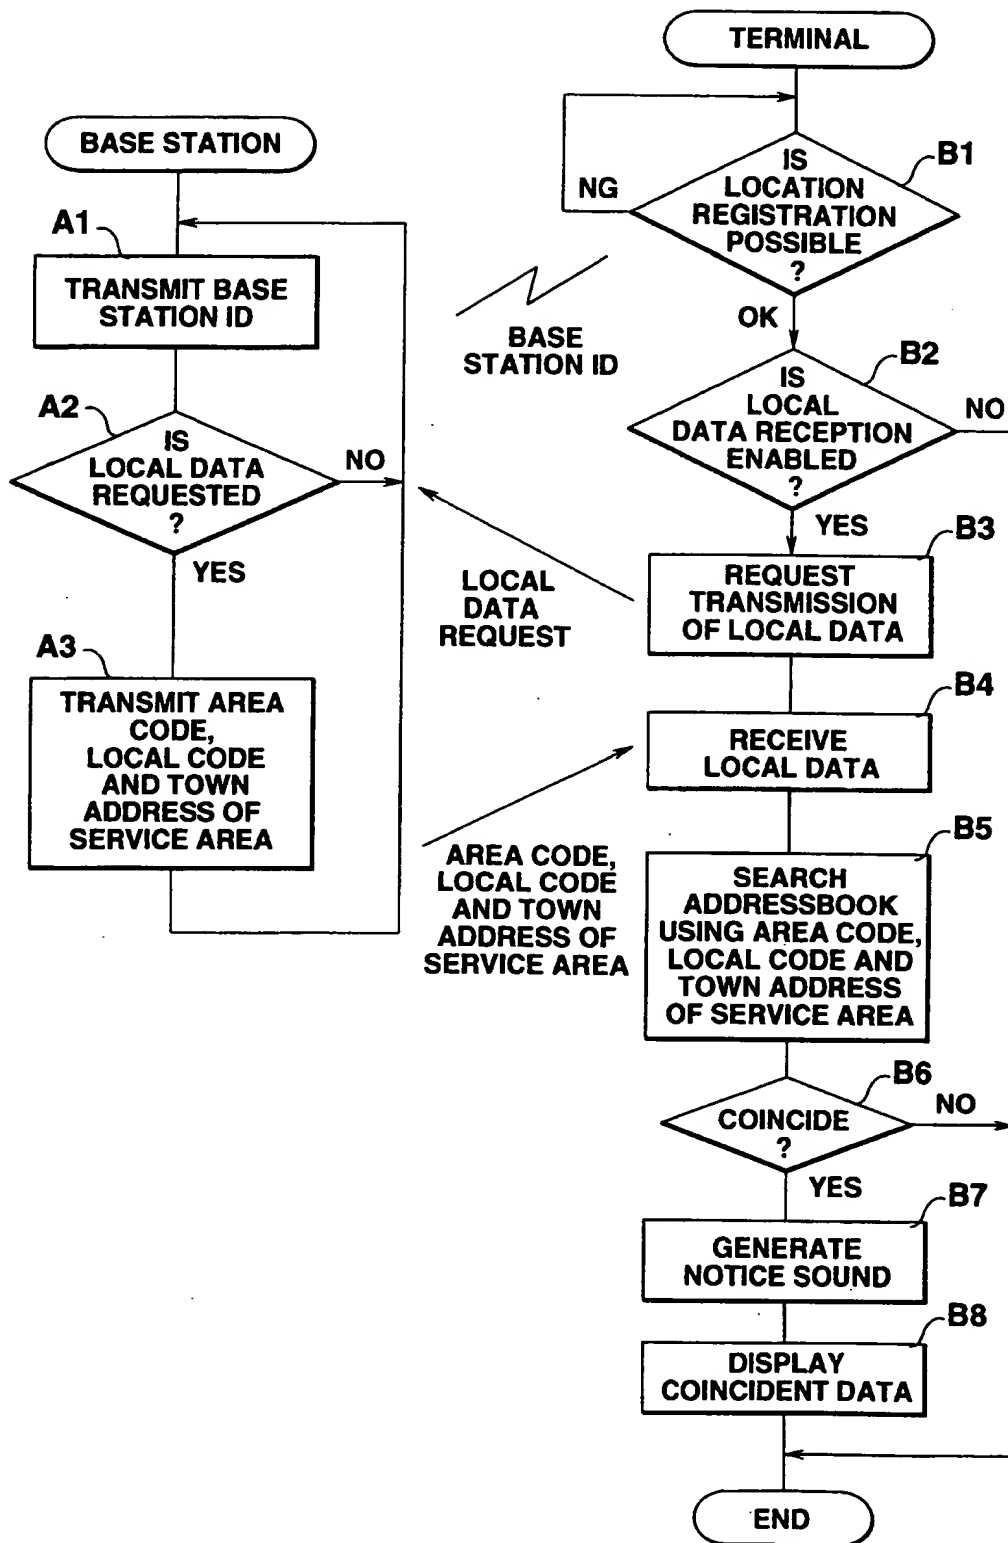 BASE STATION
A1
TRANSMIT BASE
STATION ID
A2
IS
LOCAL DATA
REQUESTED
?
NO
YES
A3
TRANSMIT AREA
CODE,
LOCAL CODE
AND TOWN
ADDRESS OF
SERVICE AREA
BASE
STATION ID
LOCAL
DATA
REQUEST
AREA CODE,
LOCAL CODE
AND TOWN
ADDRESS OF
SERVICE AREA
TERMINAL
B1
IS
LOCATION
REGISTRATION
POSSIBLE
?
NG
OK
B2
IS
LOCAL
DATA RECEPTION
ENABLED
?
NO
YES
B3
REQUEST
TRANSMISSION
OF LOCAL DATA
B4
RECEIVE
LOCAL DATA
B5
SEARCH
ADDRESSBOOK
USING AREA CODE,
LOCAL CODE AND
TOWN ADDRESS
OF SERVICE AREA
B6
COINCIDE
?
NO
YES
B7
GENERATE
NOTICE SOUND
B8
DISPLAY
COINCIDENT DATA
END